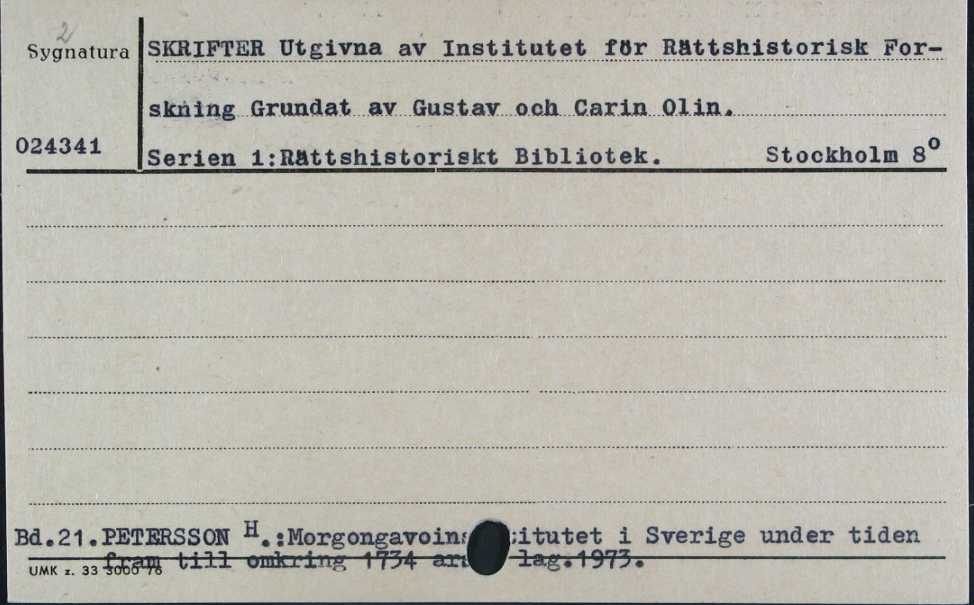 2
Sygnatura
SKRIFTER Utgivna av Institutet för Rättshistorisk For-
skning Grundat av Gustav och Carin Olin.
024341
Serien 1:Rättshistoriskt Bibliotek. Stockholm 8°
Bd.21.PETERSSON H.:Morgongavoins itutet i Sverige under tiden
fram till omkring 1734 lag.1973.
UMK z. 33 3000 76